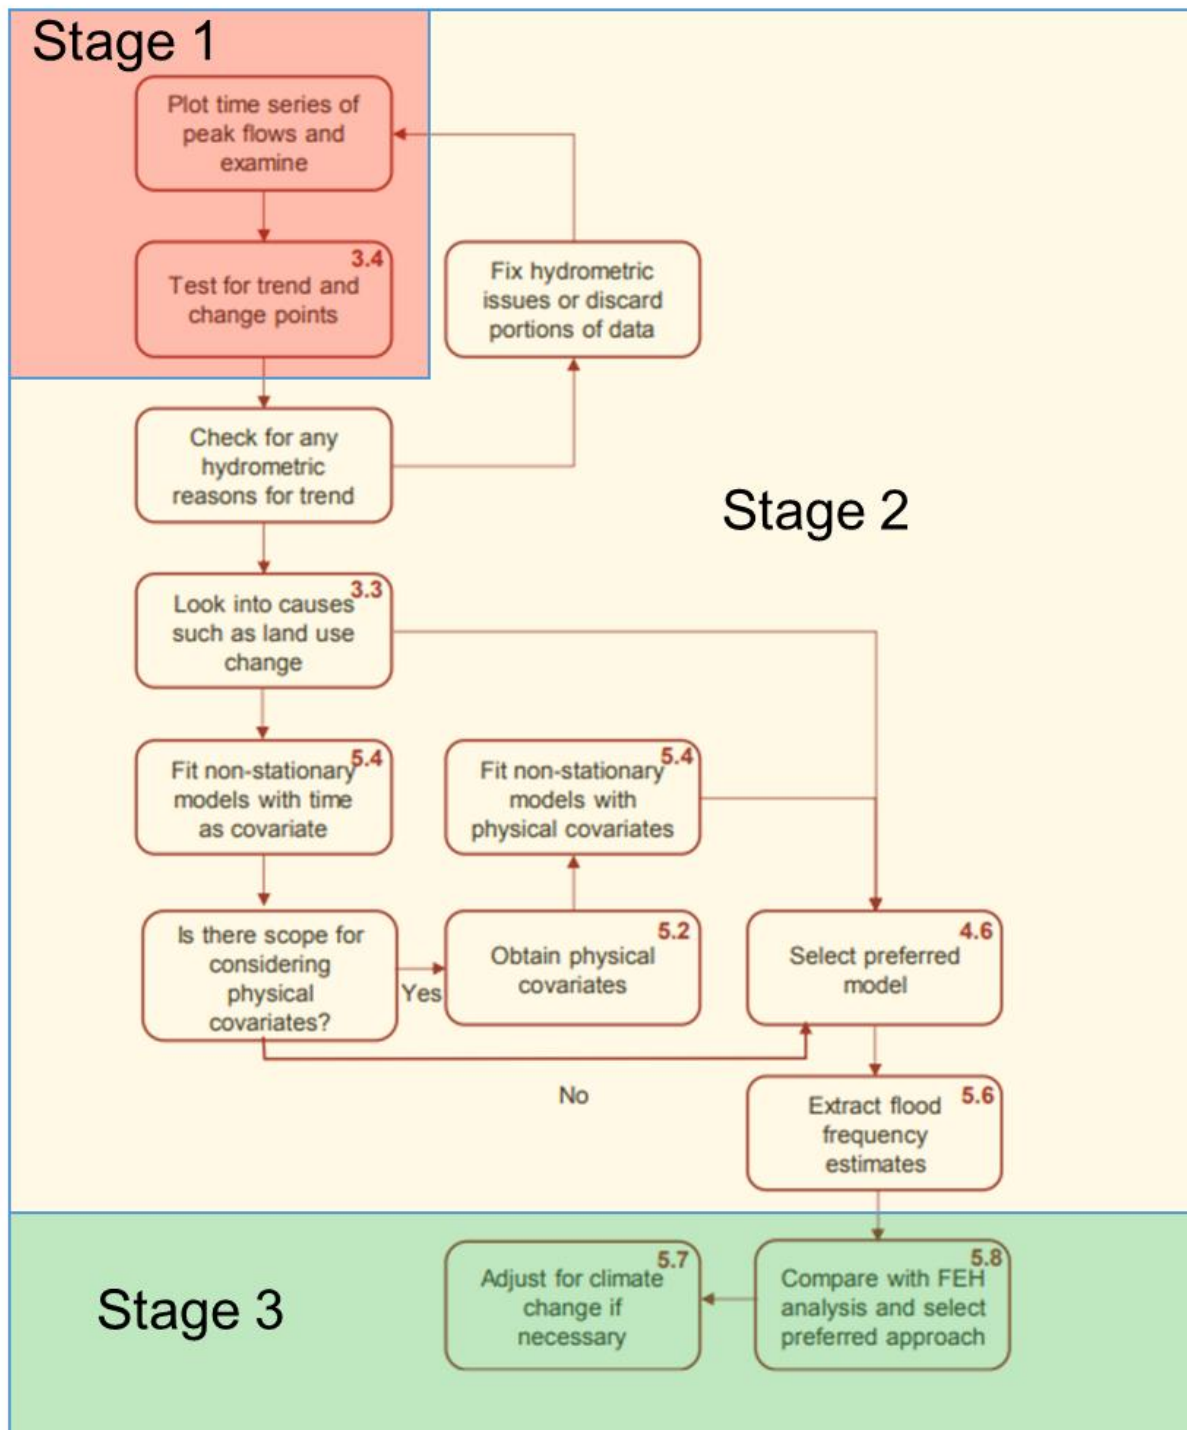 Stage 1
Plot time series of
peak flows and
examine
3.4
Test for trend and
change points
Fix hydrometric
issues or discard
portions of data
Check for any
hydrometric
reasons for trend
Stage 2
3.3
Look into causes
such as land use
change
5.4
Fit non-stationary
models with time
as covariate
5.4
Fit non-stationary
models with
physical covariates
Is there scope for
considering
physical
covariates?
Yes
5.2
Obtain physical
covariates
4.6
Select preferred
model
No
5.6
Extract flood
frequency
estimates
Stage 3
5.7
Adjust for climate
change if
necessary
5.8
Compare with FEH
analysis and select
preferred approach